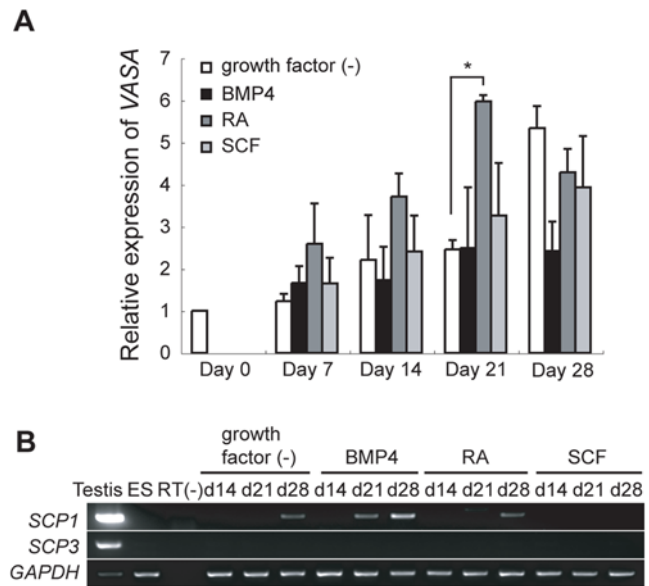 A
Relative expression of VASA
7
6
5
4
3
2
1
0
growth factor (-)
BMP4
RA
SCF
*
Day 0 Day 7 Day 14 Day 21 Day 28
B
growth
factor (-) BMP4 RA SCF
Testis ES RT(-) d14 d21 d28 d14 d21 d28 d14 d21 d28 d14 d21 d28
SCP1
SCP3
GAPDH